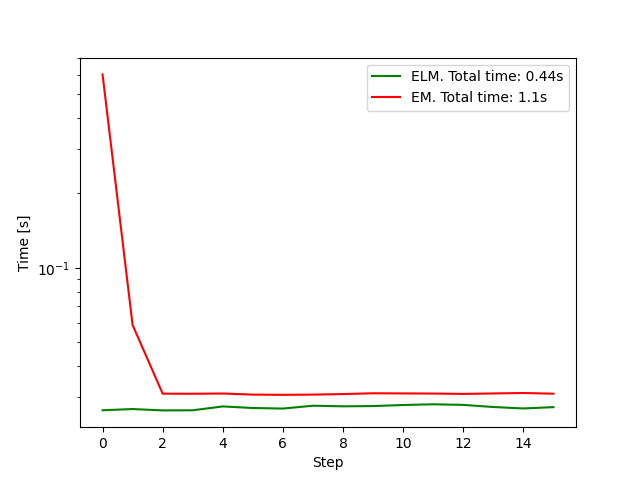 ELM. Total time: 0.44s
EM. Total time: 1.1s
Time [s]
10⁻¹
0 2 4 6 8 10 12 14
Step